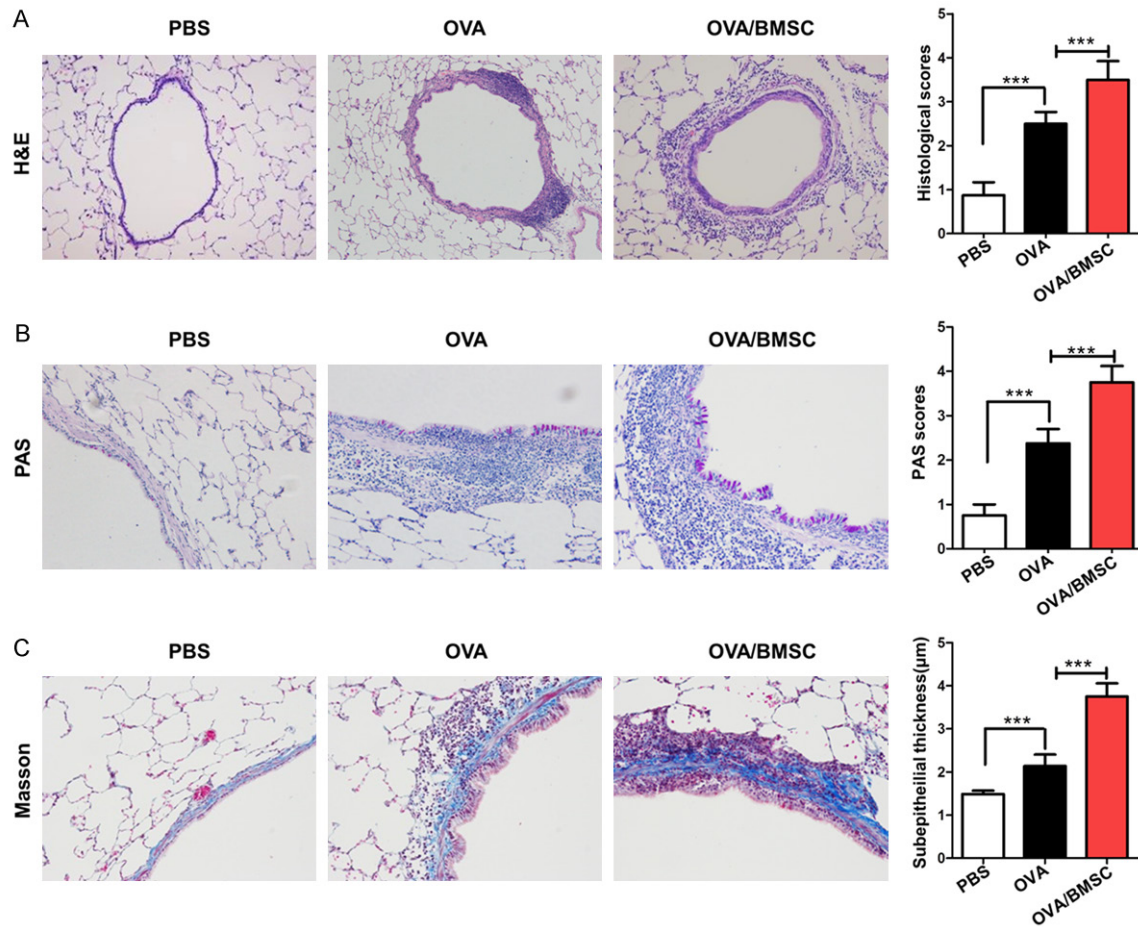 A
PBS
OVA
OVA/BMSC
H&E
Histological scores
5
4
3
2
1
0
***
***
PBS
OVA
OVA/BMSC
B
PBS
OVA
OVA/BMSC
PAS
PAS scores
5
4
3
2
1
0
***
***
PBS
OVA
OVA/BMSC
C
PBS
OVA
OVA/BMSC
Masson
Subepitheilial thickness(μm)
5
4
3
2
1
0
***
***
PBS
OVA
OVA/BMSC